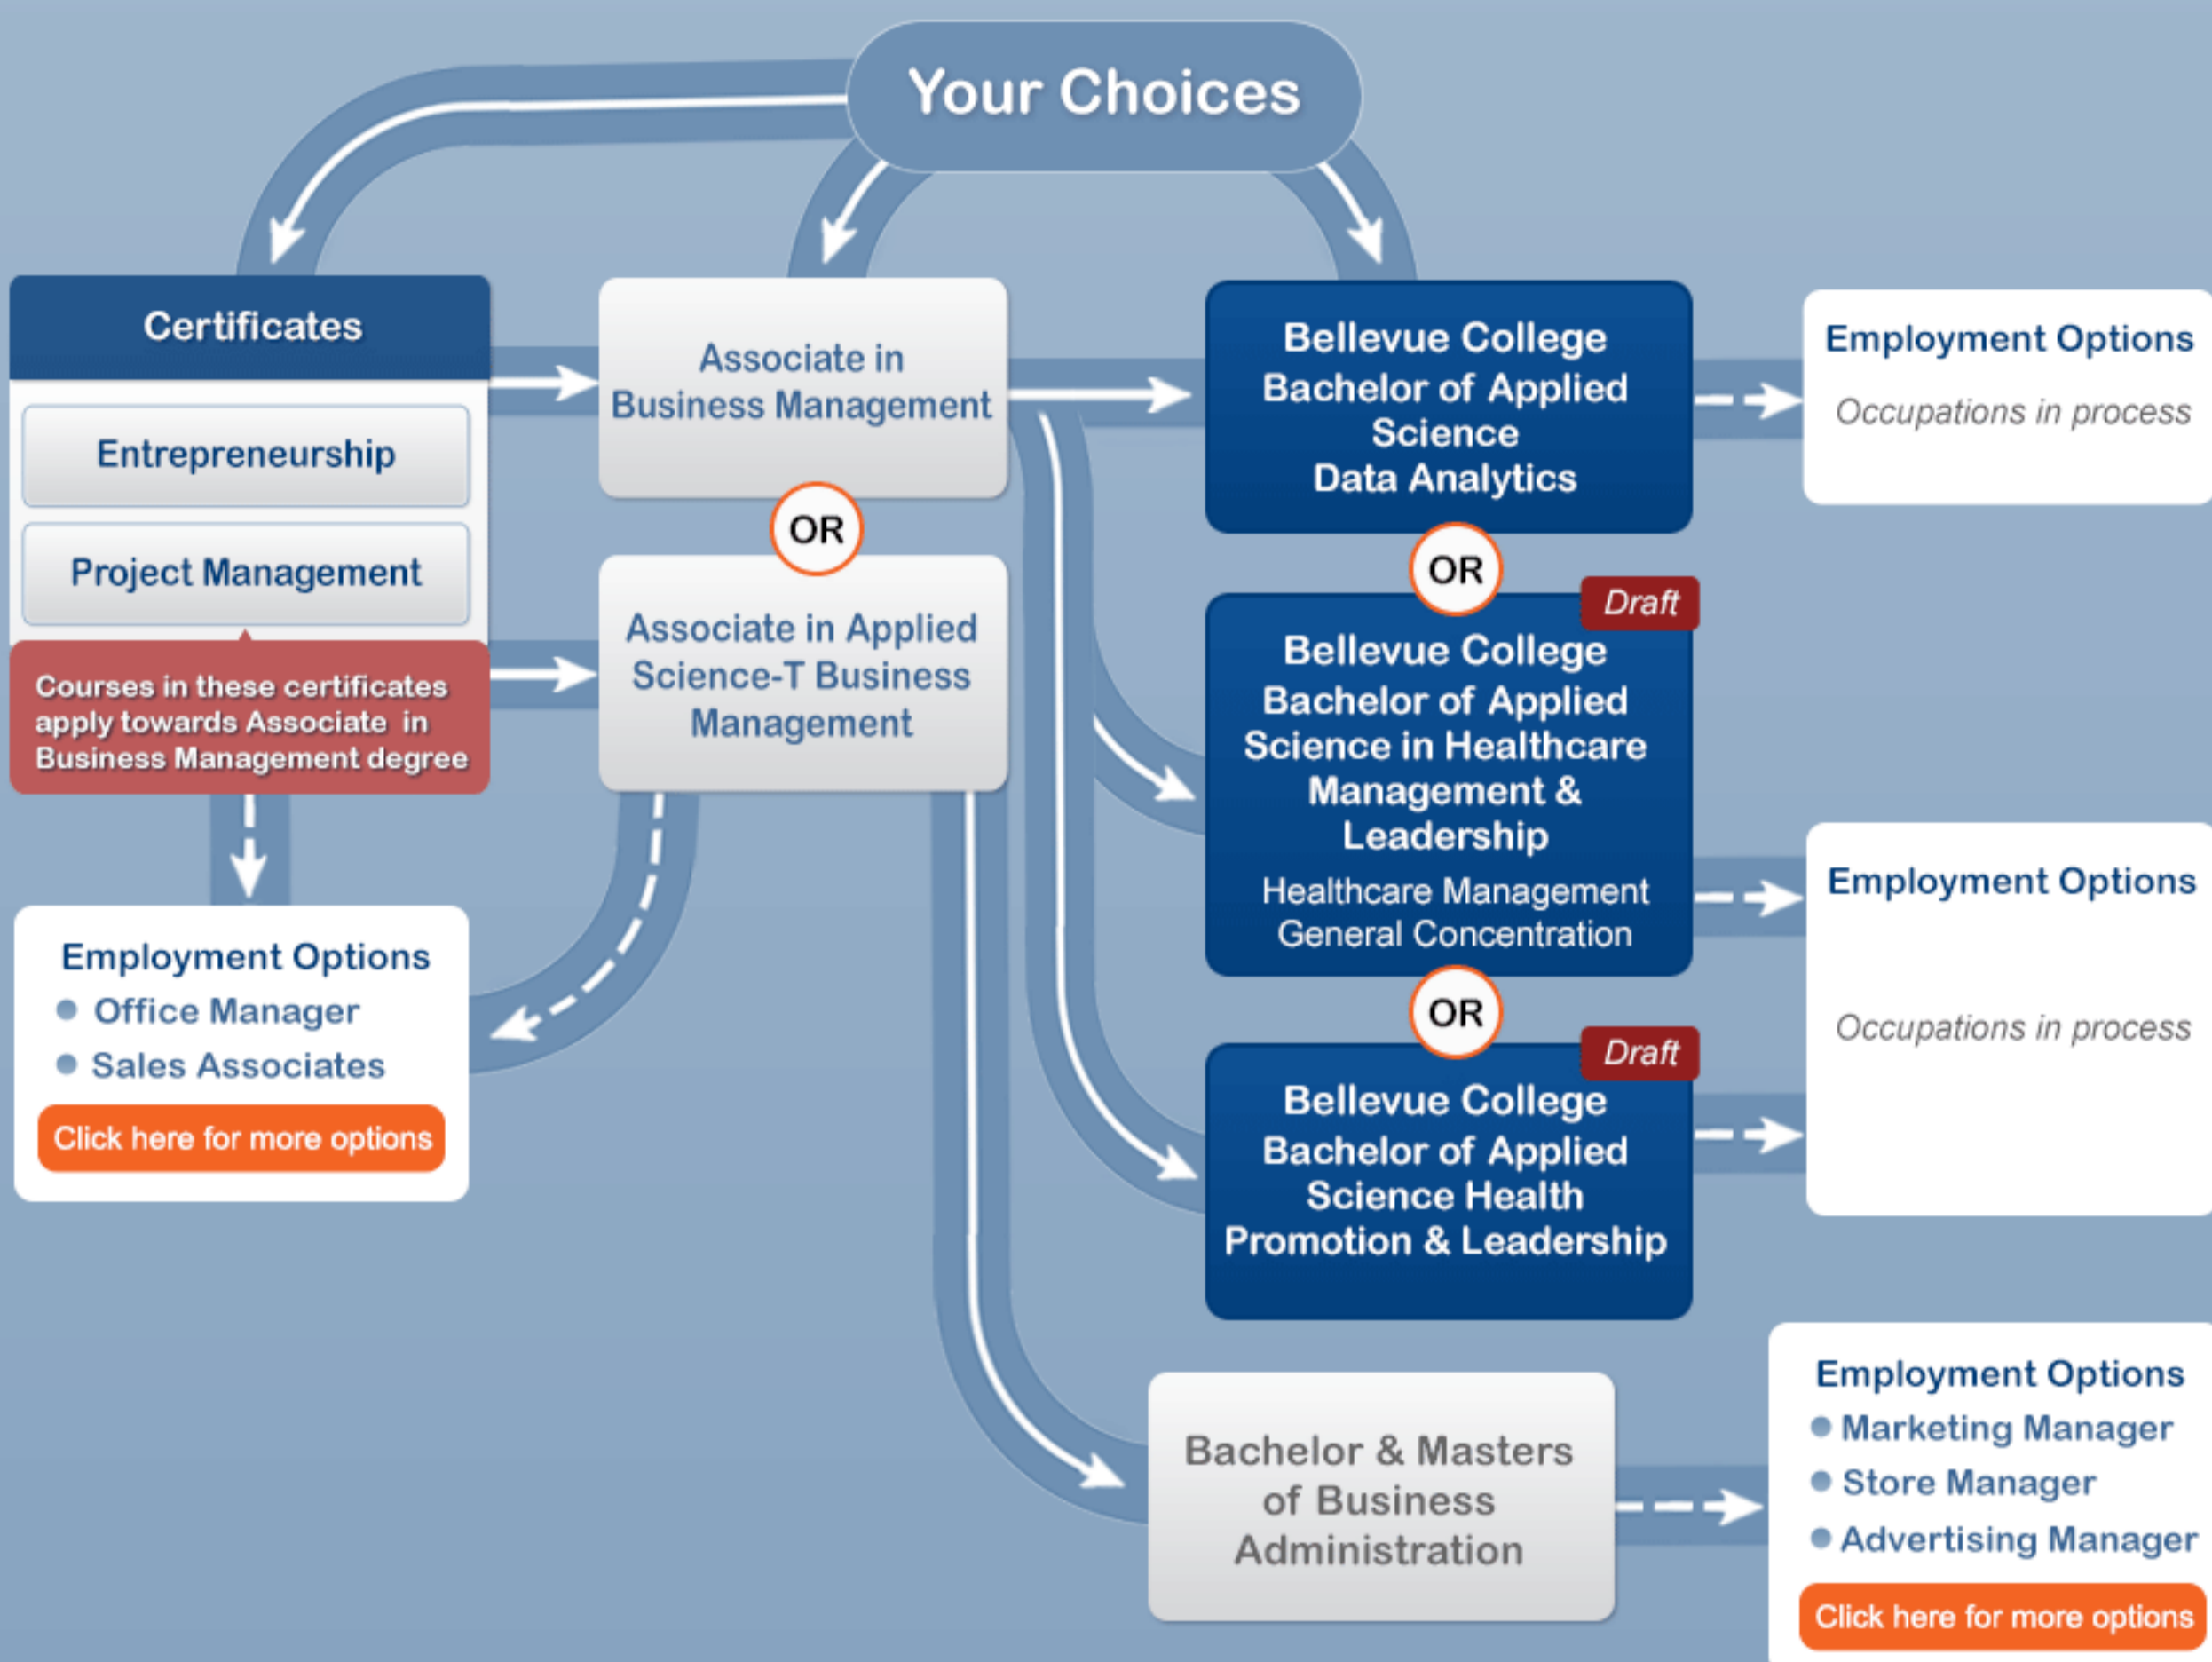 Your Choices
Certificates
Entrepreneurship
Project Management
Courses in these certificates
apply towards Associate in
Business Management degree
Employment Options
Office Manager
Sales Associates
Click here for more options
Associate in
Business Management
OR
Associate in Applied
Science-T Business
Management
Bellevue College
Bachelor of Applied
Science
Data Analytics
OR
Draft
Bellevue College
Bachelor of Applied
Science in Healthcare
Management &
Leadership
Healthcare Management
General Concentration
OR
Draft
Bellevue College
Bachelor of Applied
Science Health
Promotion & Leadership
Bachelor & Masters
of Business
Administration
Employment Options
Occupations in process
Employment Options
Occupations in process
Employment Options
Marketing Manager
Store Manager
Advertising Manager
Click here for more options